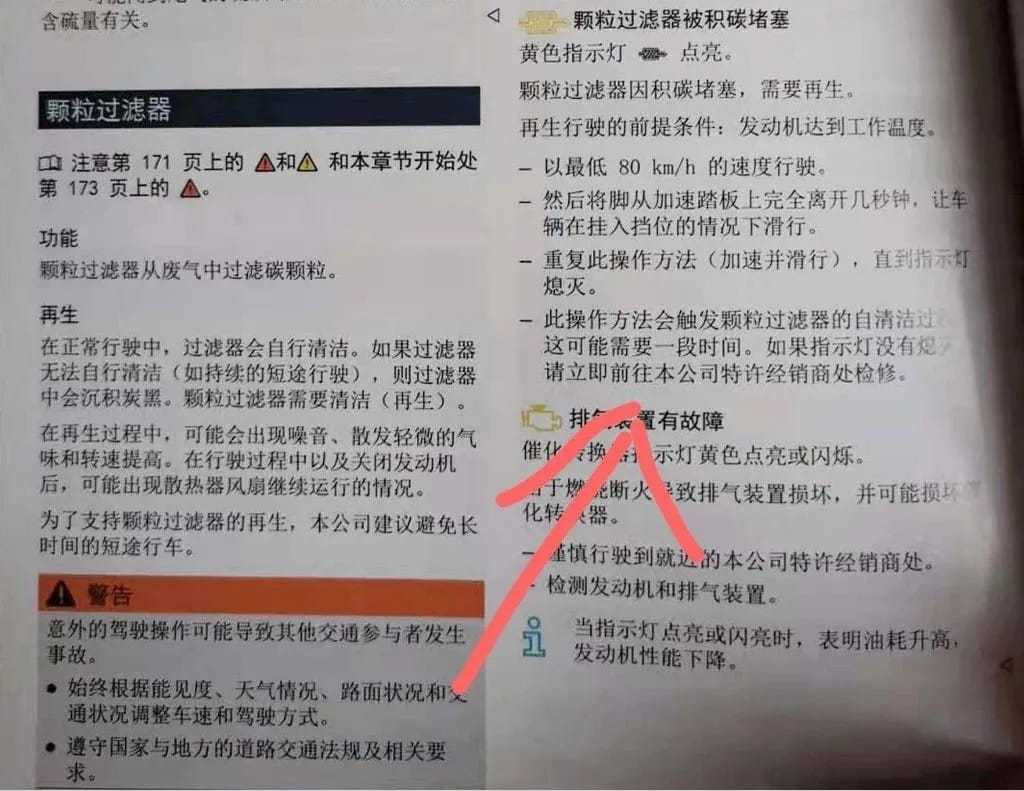 含硫量有关。
颗粒过滤器
注意第 171 页上的 和 和本章节开始处
第 173 页上的 。
功能
颗粒过滤器从废气中过滤碳颗粒。
再生
在正常行驶中，过滤器会自行清洁。如果过滤器
无法自行清洁（如持续的短途行驶），则过滤器
中会沉积炭黑。颗粒过滤器需要清洁（再生）。
在再生过程中，可能会出现噪音、散发轻微的气
味和转速提高。在行驶过程中以及关闭发动机
后，可能出现散热器风扇继续运行的情况。
为了支持颗粒过滤器的再生，本公司建议避免长
时间的短途行车。
警告
意外的驾驶操作可能导致其他交通参与者发生
事故。
● 始终根据能见度、天气情况、路面状况和交
通状况调整车速和驾驶方式。
● 遵守国家与地方的道路交通法规及相关要
求。
颗粒过滤器被积碳堵塞
黄色指示灯 点亮。
颗粒过滤器因积碳堵塞，需要再生。
再生行驶的前提条件：发动机达到工作温度。
– 以最低 80 km/h 的速度行驶。
– 然后将脚从加速踏板上完全离开几秒钟，让车
辆在挂入挡位的情况下滑行。
– 重复此操作方法（加速并滑行），直到指示灯
熄灭。
– 此操作方法会触发颗粒过滤器的自清洁过
这可能需要一段时间。如果指示灯没有熄
请立即前往本公司特许经销商处检修。
排气装置有故障
催化转换器指示灯黄色点亮或闪烁。
由于燃烧断火导致排气装置损坏，并可能损坏
化转换器。
– 谨慎行驶到就近的本公司特许经销商处。
– 检测发动机和排气装置。
当指示灯点亮或闪亮时，表明油耗升高，
发动机性能下降。